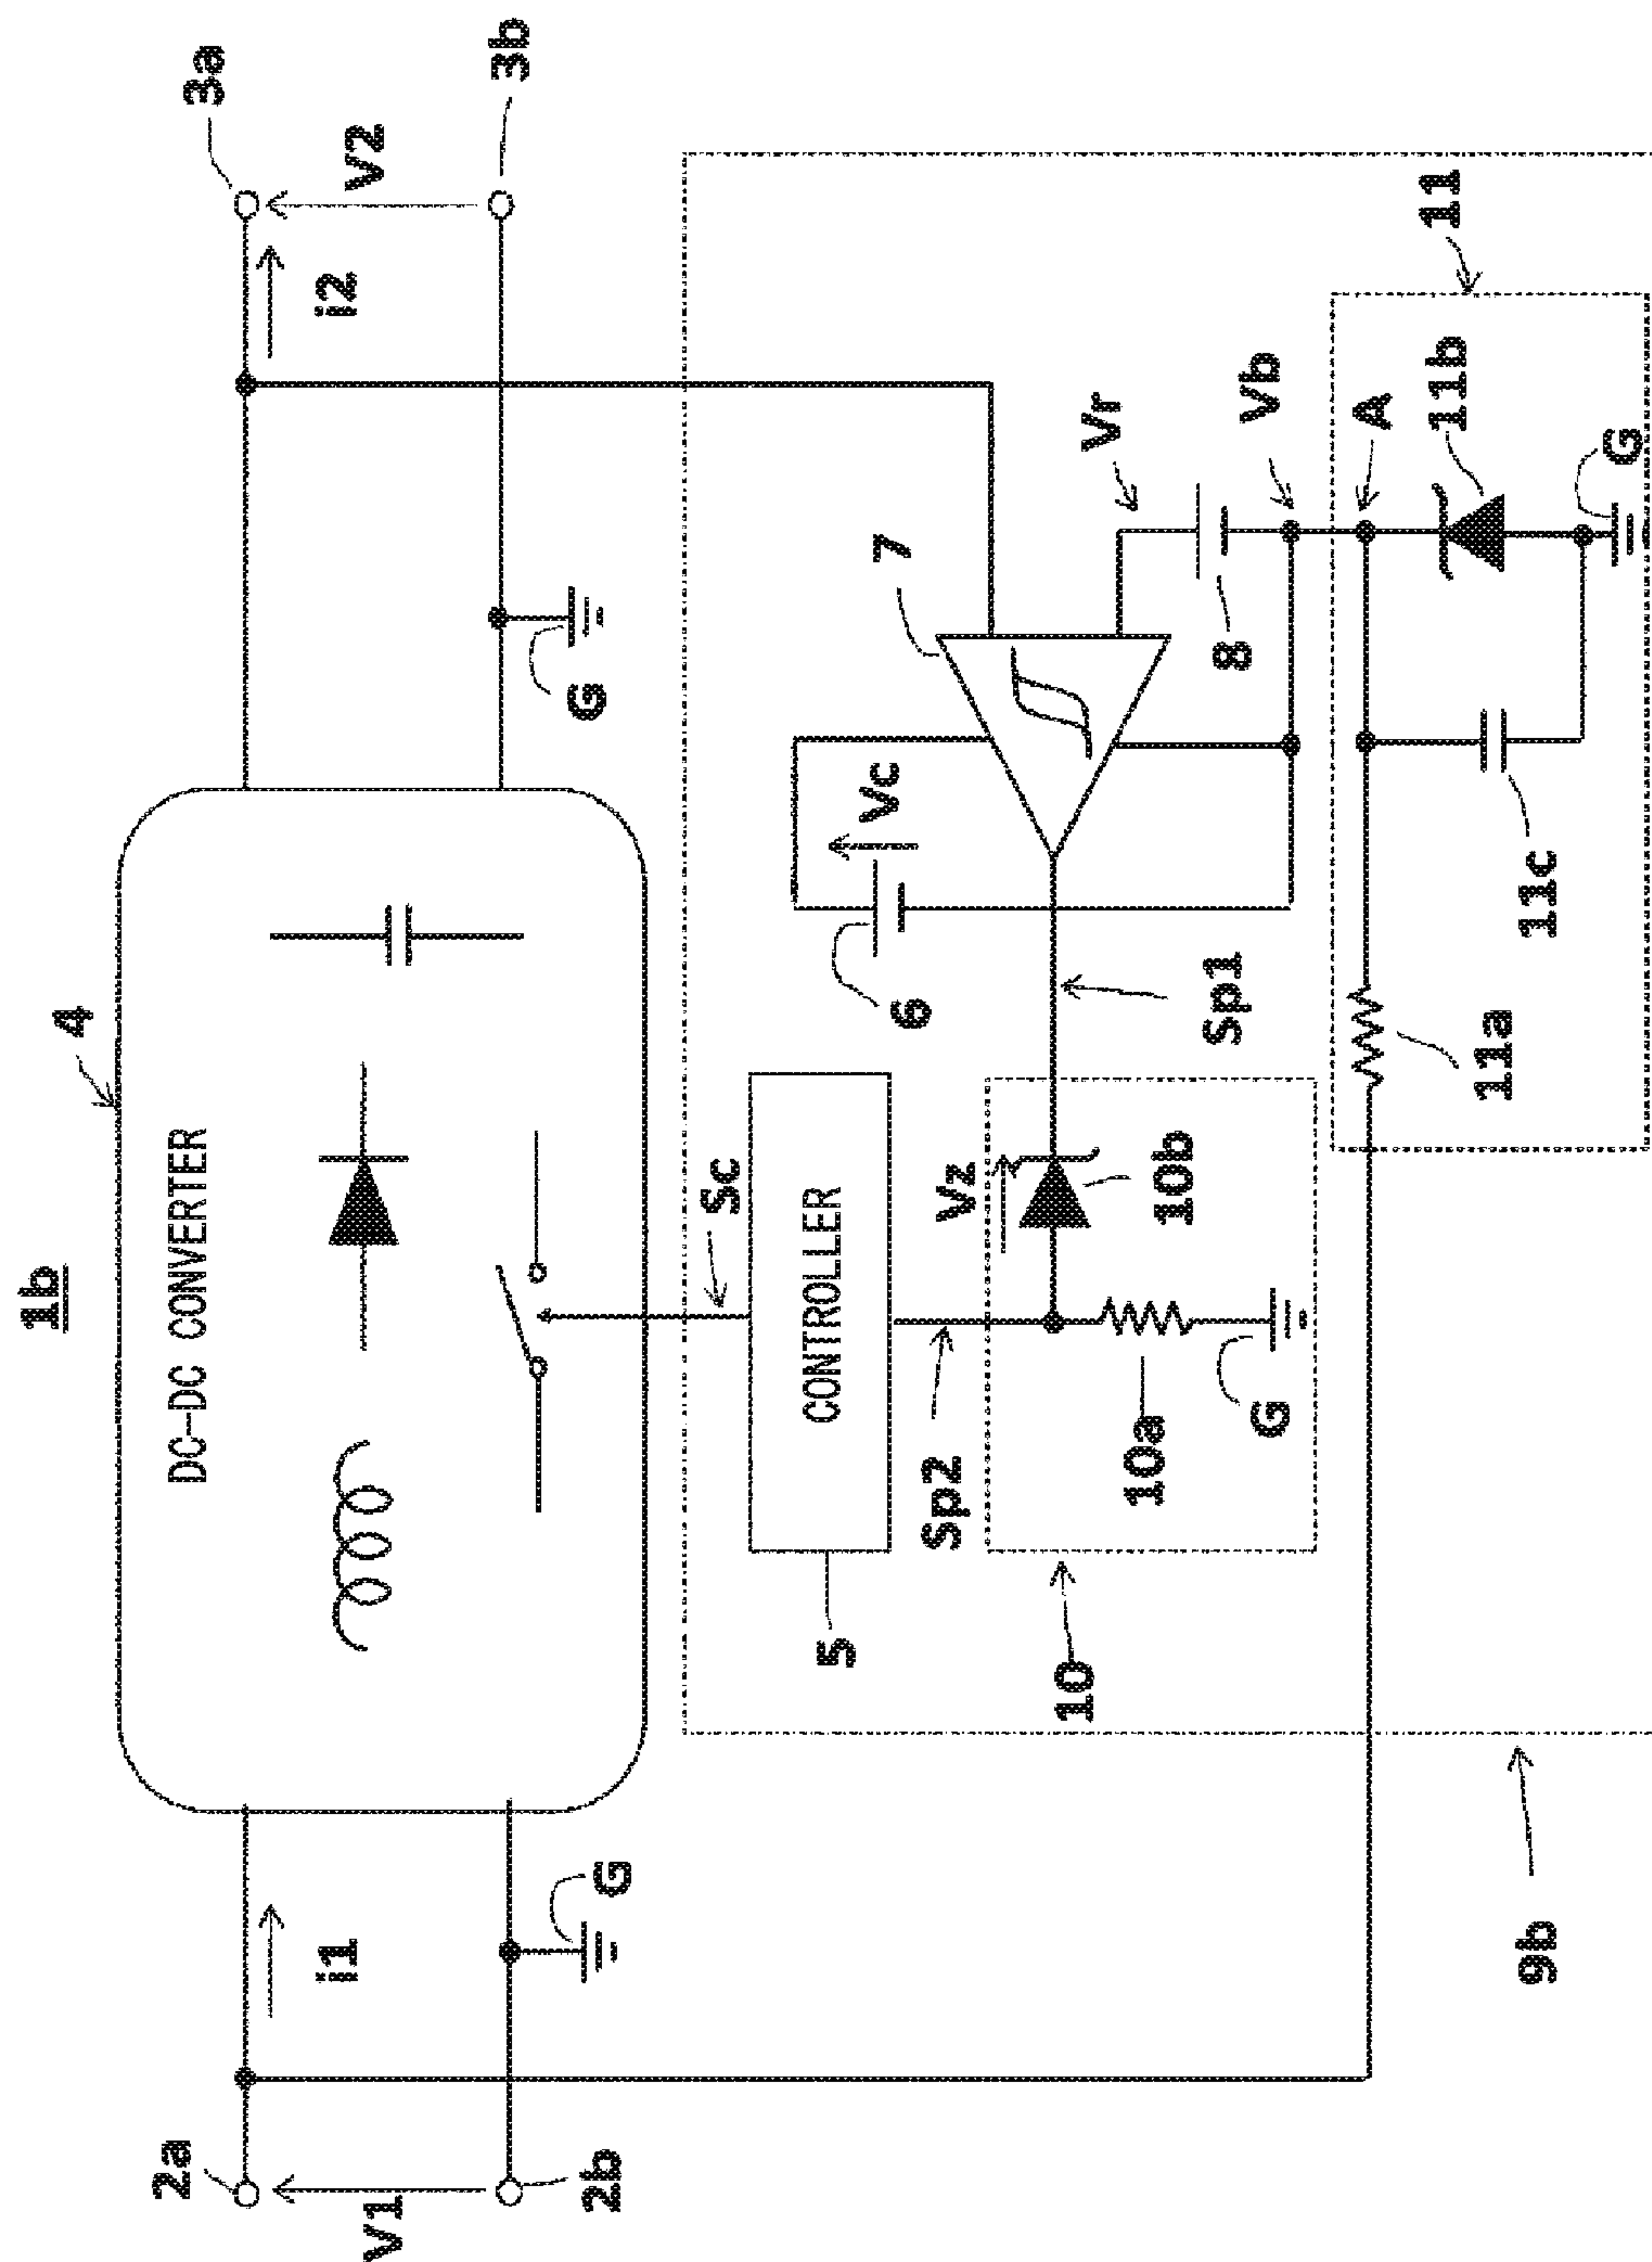 1b
4
DC-DC CONVERTER
2a
V1
2b
i1
G
3a
V2
3b
i2
G
Sc
5
CONTROLLER
Sp2
10
10a
G
Vz
10b
6
Vc
Sp1
7
Vr
8
Vb
A
11
11a
11b
11c
G
9b